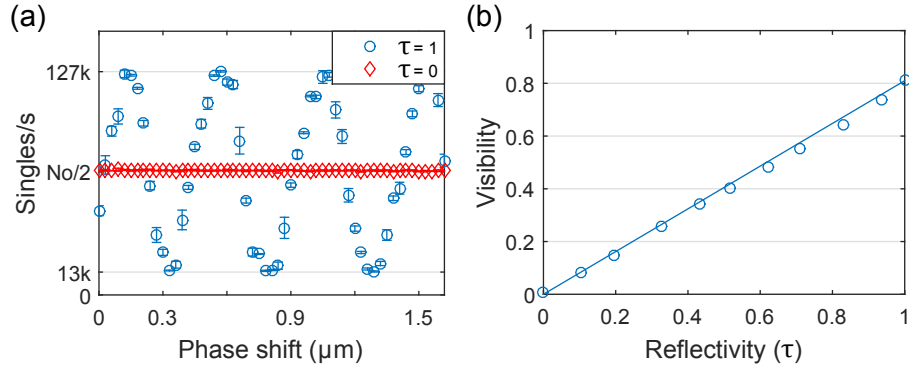 (a)
Singles/s
127k
No/2
13k
0
0
0.3
0.9
1.5
Phase shift (μm)
τ = 1
τ = 0
(b)
Visibility
1
0.8
0.6
0.4
0.2
0
0
0.2
0.4
0.6
0.8
1
Reflectivity (τ)